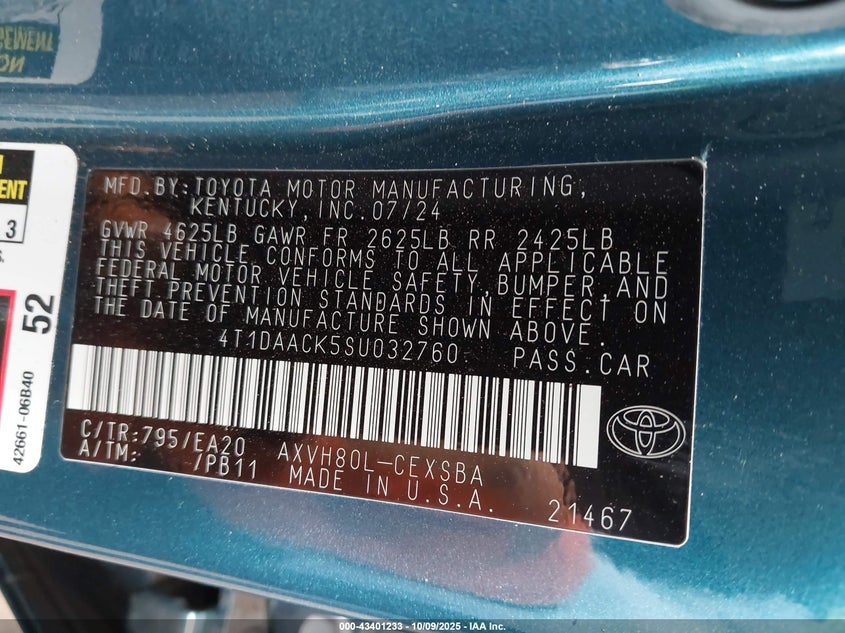 MFD.BY:TOYOTA MOTOR MANUFACTURING,
KENTUCKY, INC. 07/24
GVWR 4625LB GAWR FR 2625LB RR 2425LB
THIS VEHICLE CONFORMS TO ALL APPLICABLE
FEDERAL MOTOR VEHICLE SAFETY,BUMPER,AND
THEFT PREVENTION STANDARDS IN EFFECT ON
THE DATE OF MANUFACTURE SHOWN ABOVE.
4T1DAACK5SU032760 PASS.CAR
C/TR:795/EA20 AXVH80L-CEXSBA
A/TM: /PB11 MADE IN U.S.A. 21467
3
52
42661-06B40
000-43401233 - 10/09/2025 - IAA Inc.